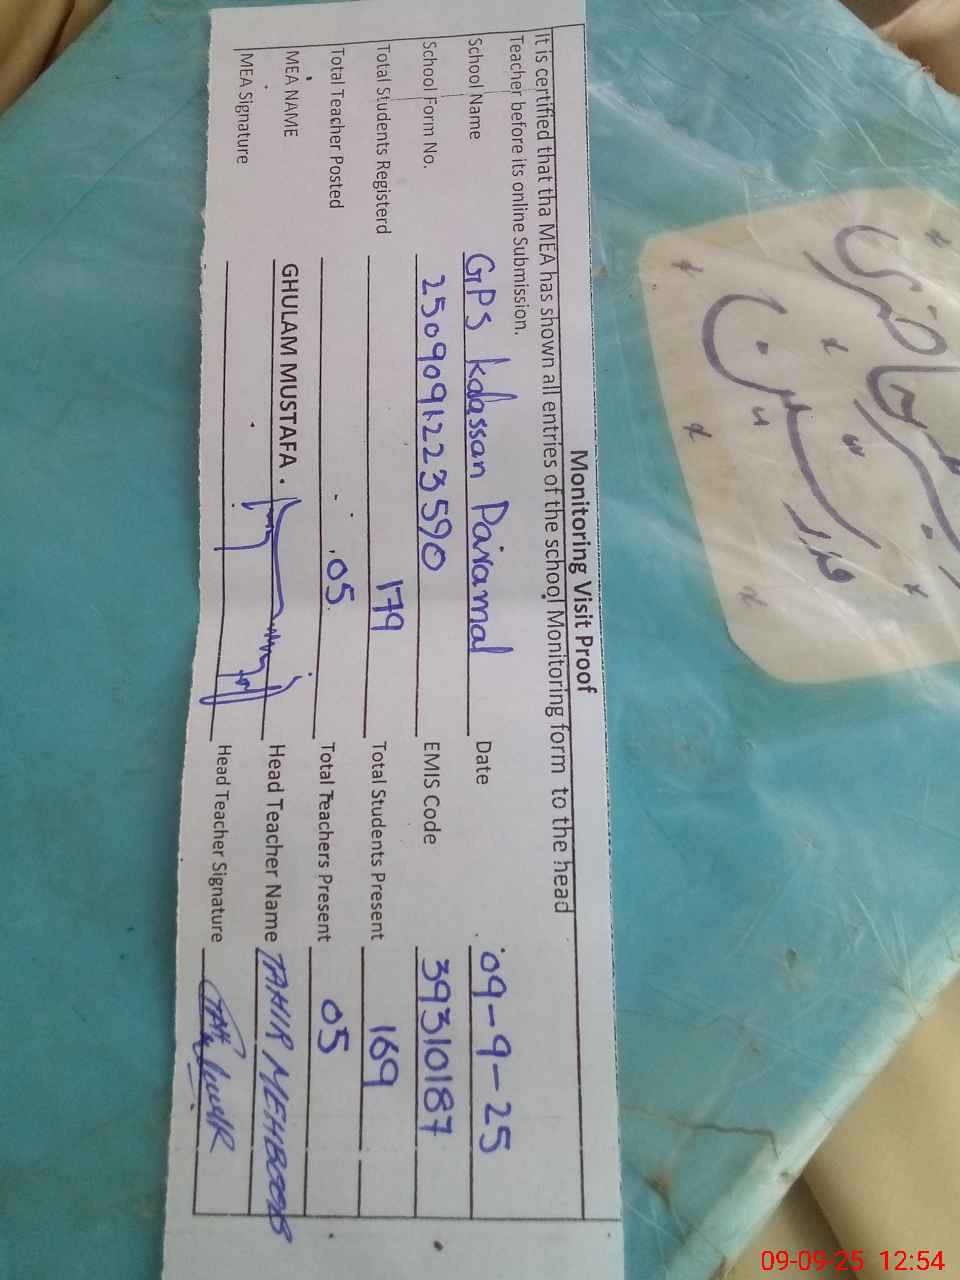 Monitoring Visit Proof
It is certified that tha MEA has shown all entries of the school Monitoring form to the head
Teacher before its online Submission.
School Name GPS Kdassan Paramal Date 09-9-25
School Form No. 2509091223590 EMIS Code 39310187
Total Students Registerd 179 Total Students Present 169
Total Teacher Posted 05 Total Teachers Present 05
MEA NAME GHULAM MUSTAFA. Head Teacher Name TAHIR MEHBOOB
MEA Signature Head Teacher Signature
09-09-25 12:54